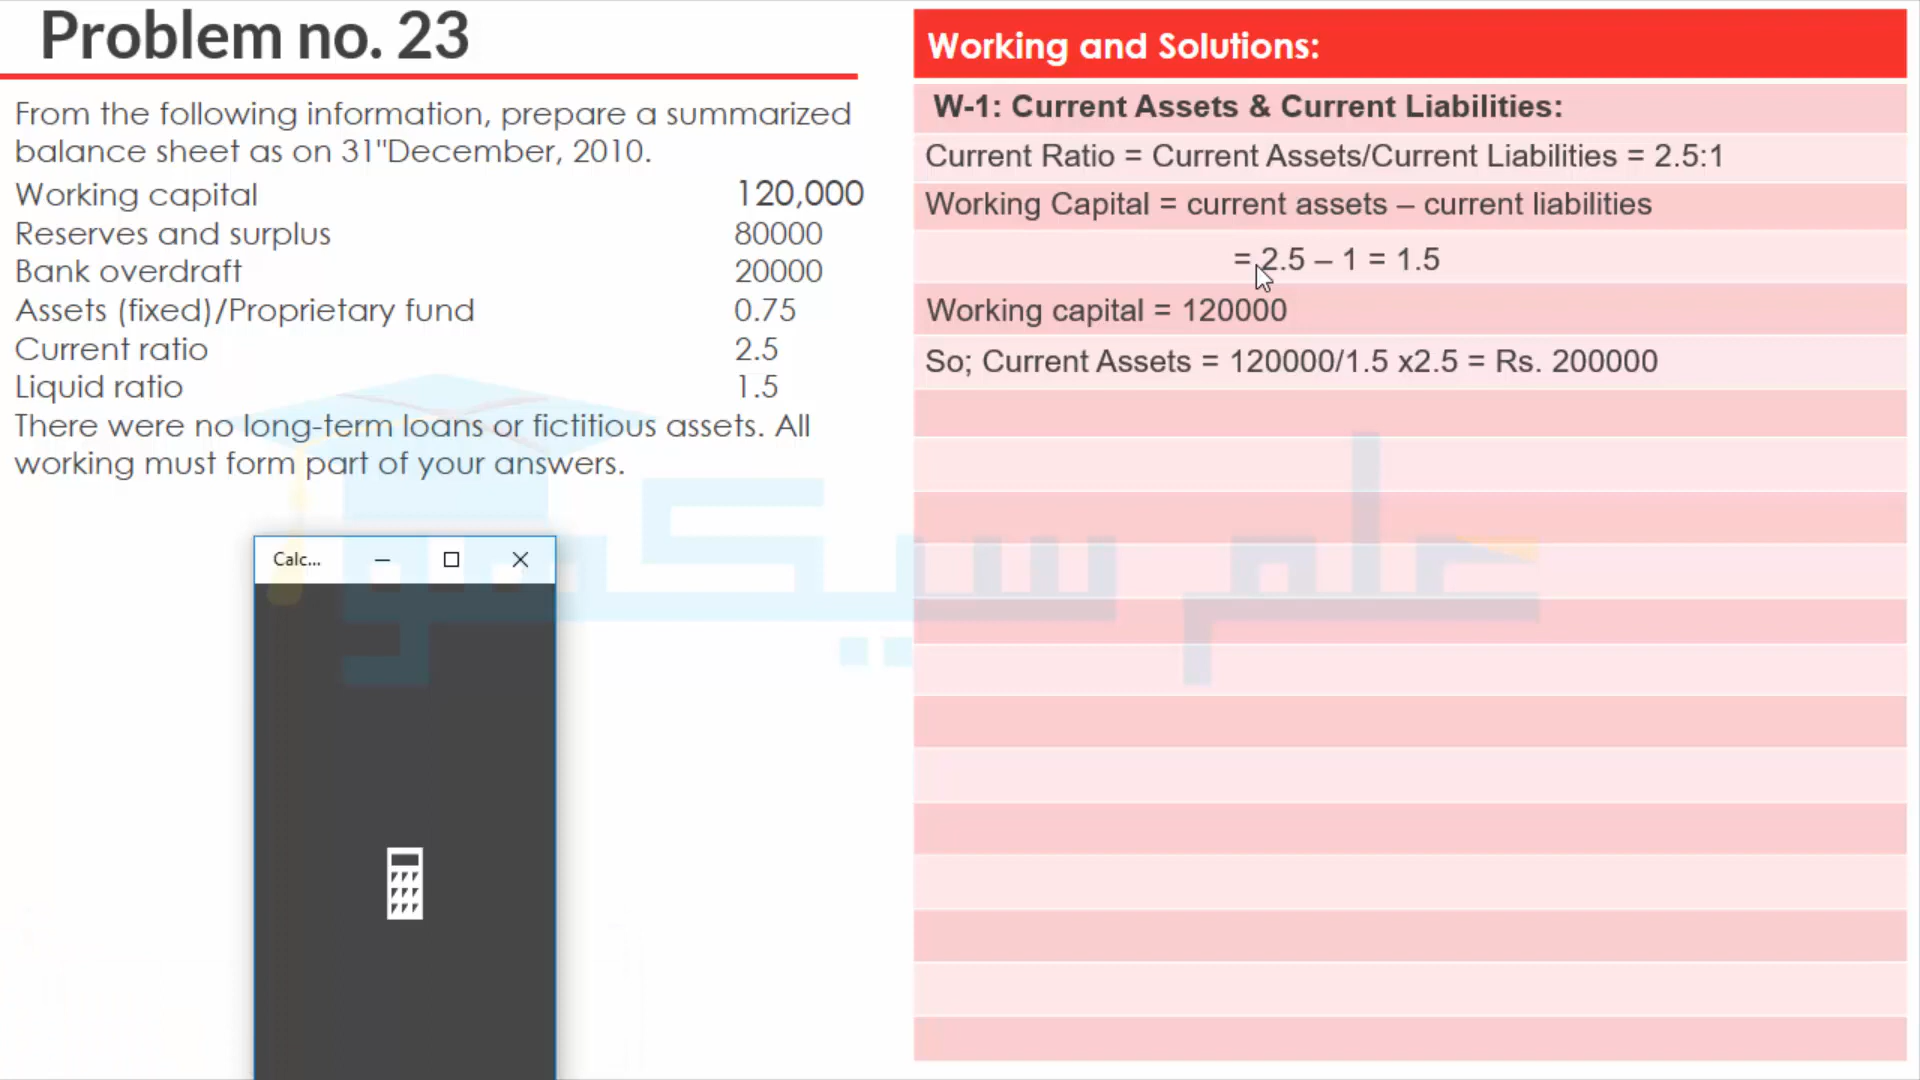 Problem no. 23
From the following information, prepare a summarized
balance sheet as on 31"December, 2010.
Working capital 120,000
Reserves and surplus 80000
Bank overdraft 20000
Assets (fixed)/Proprietary fund 0.75
Current ratio 2.5
Liquid ratio 1.5
There were no long-term loans or fictitious assets. All
working must form part of your answers.
Calc...
Working and Solutions:
W-1: Current Assets & Current Liabilities:
Current Ratio = Current Assets/Current Liabilities = 2.5:1
Working Capital = current assets – current liabilities
= 2.5 – 1 = 1.5
Working capital = 120000
So; Current Assets = 120000/1.5 x2.5 = Rs. 200000
علم سیکھو